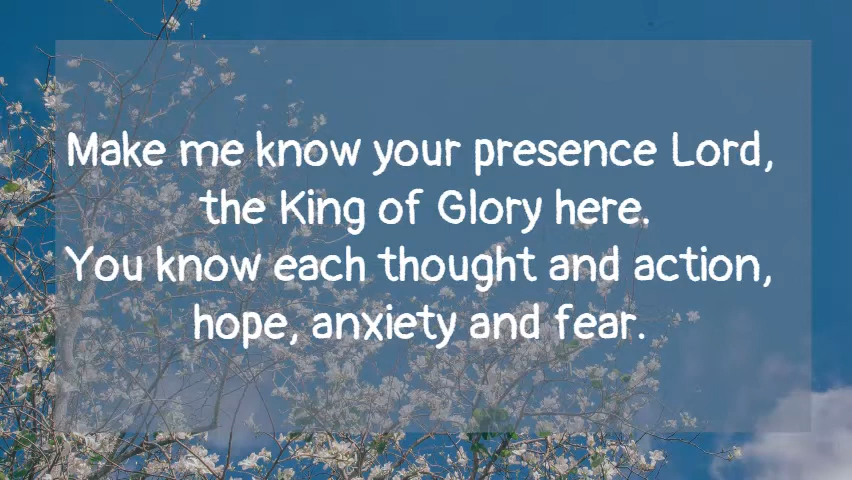 Make me know your presence Lord,
the King of Glory here.
You know each thought and action,
hope, anxiety and fear.